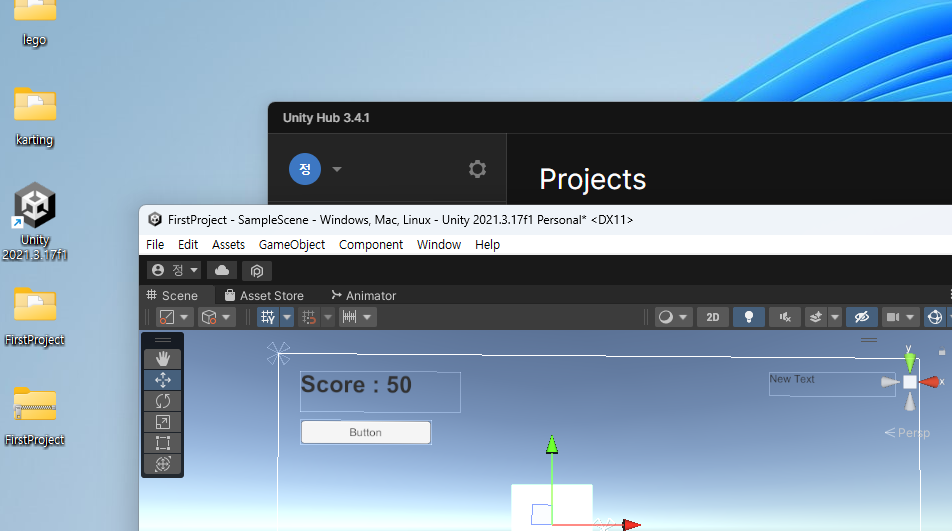 lego
karting
Unity
2021.3.17f1
FirstProject
FirstProject
Unity Hub 3.4.1
정
Projects
FirstProject - SampleScene - Windows, Mac, Linux - Unity 2021.3.17f1 Personal* <DX11>
File Edit Assets GameObject Component Window Help
정
Scene Asset Store Animator
2D
Score : 50
New Text
Button
y
x
Persp